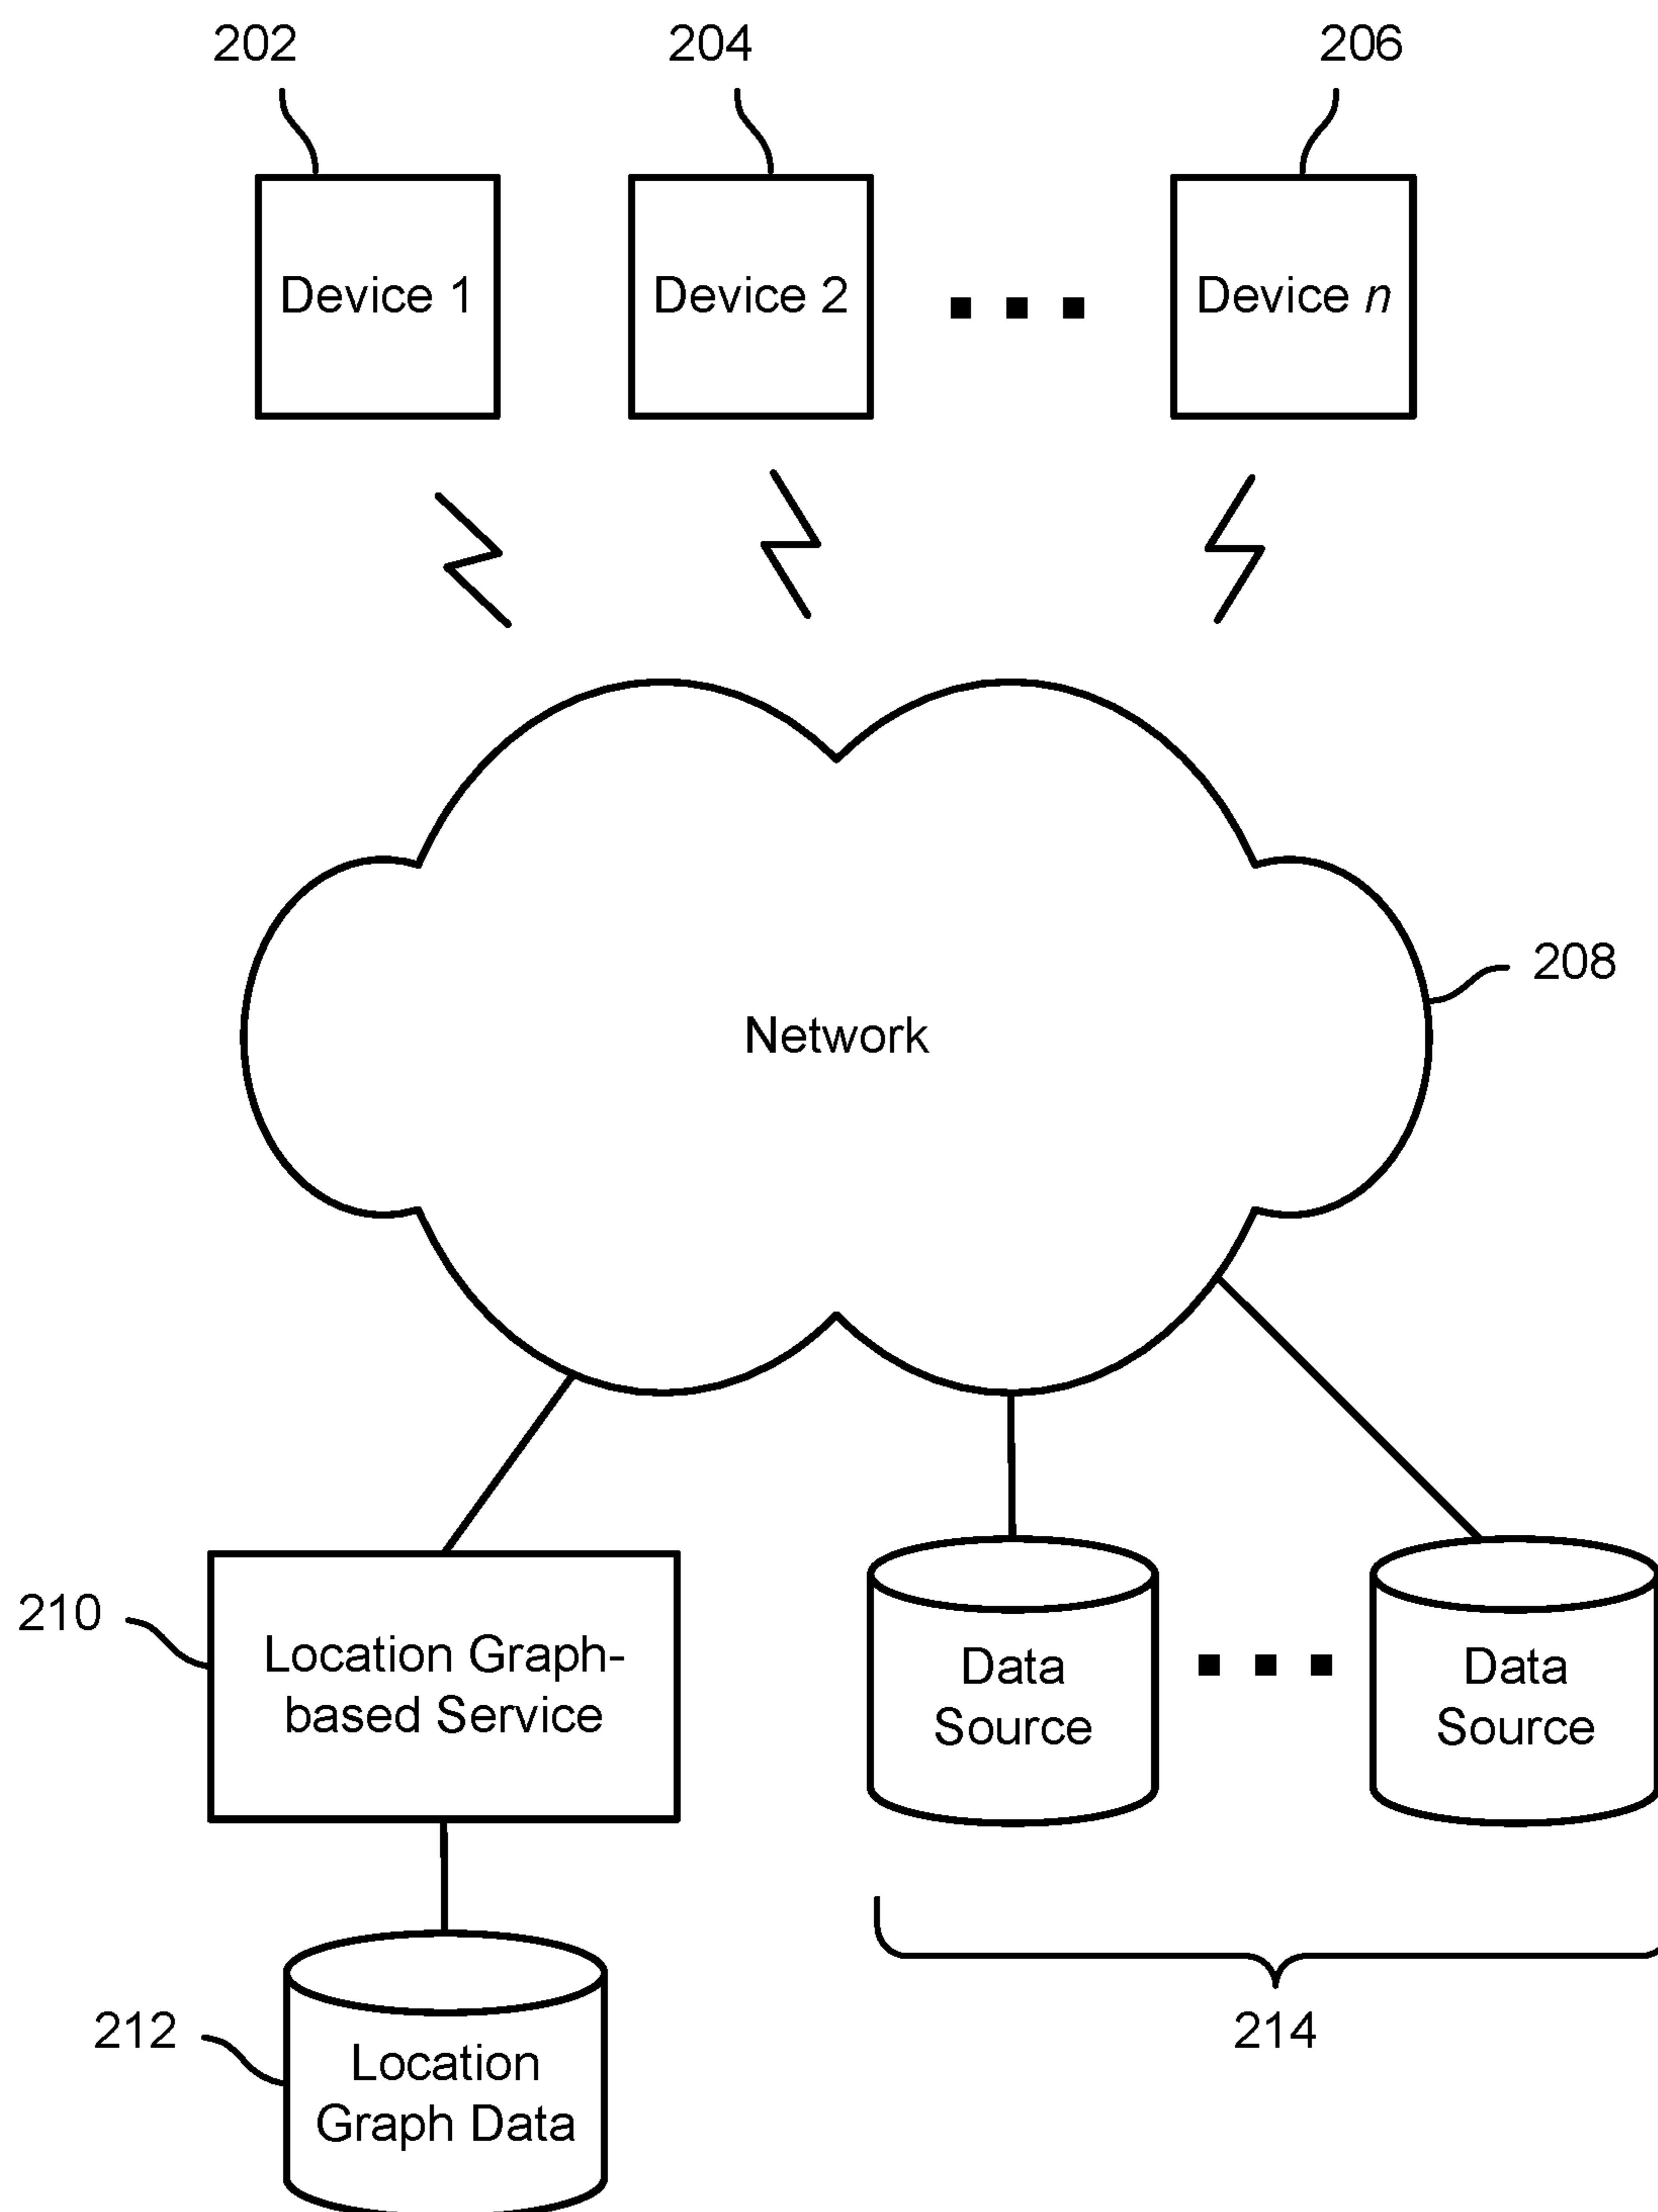 202
204
206
Device 1
Device 2
Device n
208
Network
210
Location Graph-
based Service
Data
Source
Data
Source
212
Location
Graph Data
214